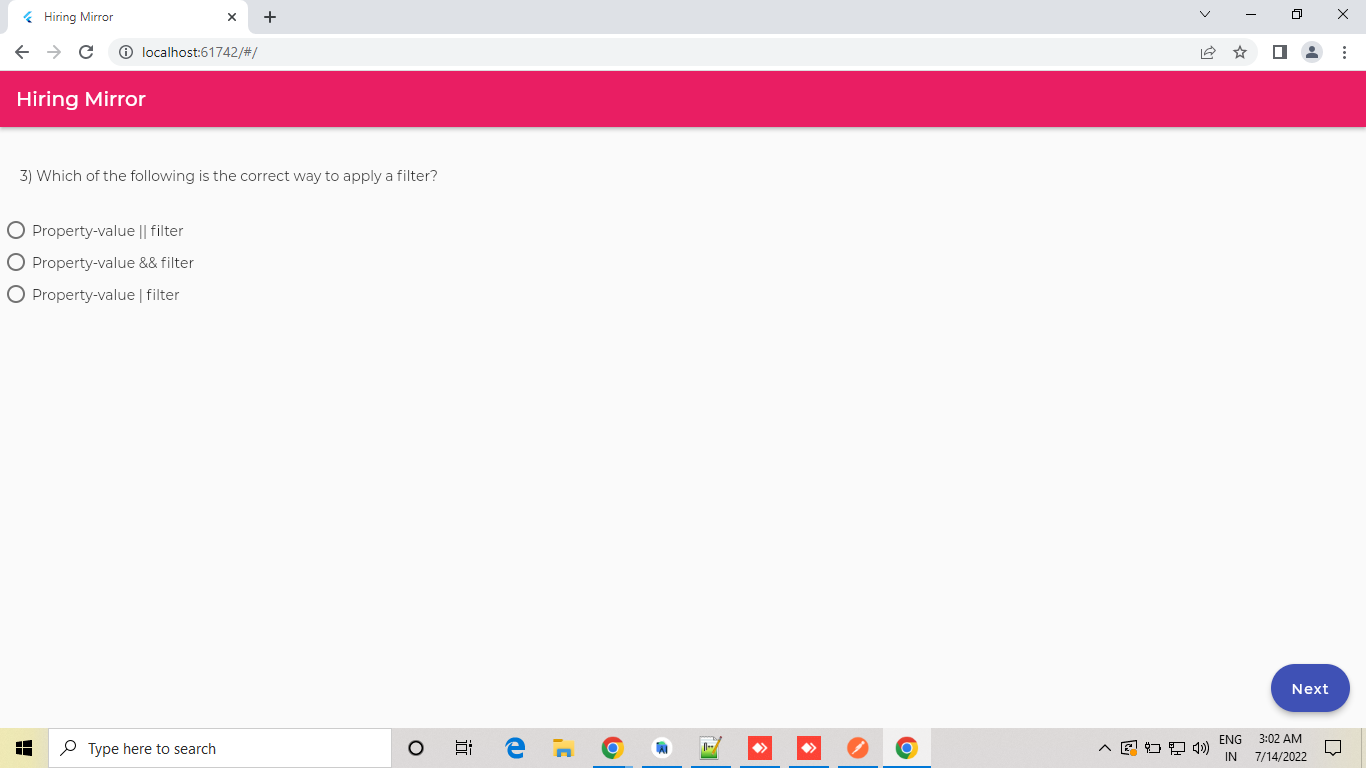 Hiring Mirror
localhost:61742/#/
Hiring Mirror
3) Which of the following is the correct way to apply a filter?
Property-value || filter
Property-value && filter
Property-value | filter
Next
Type here to search
ENG
IN
3:02 AM
7/14/2022